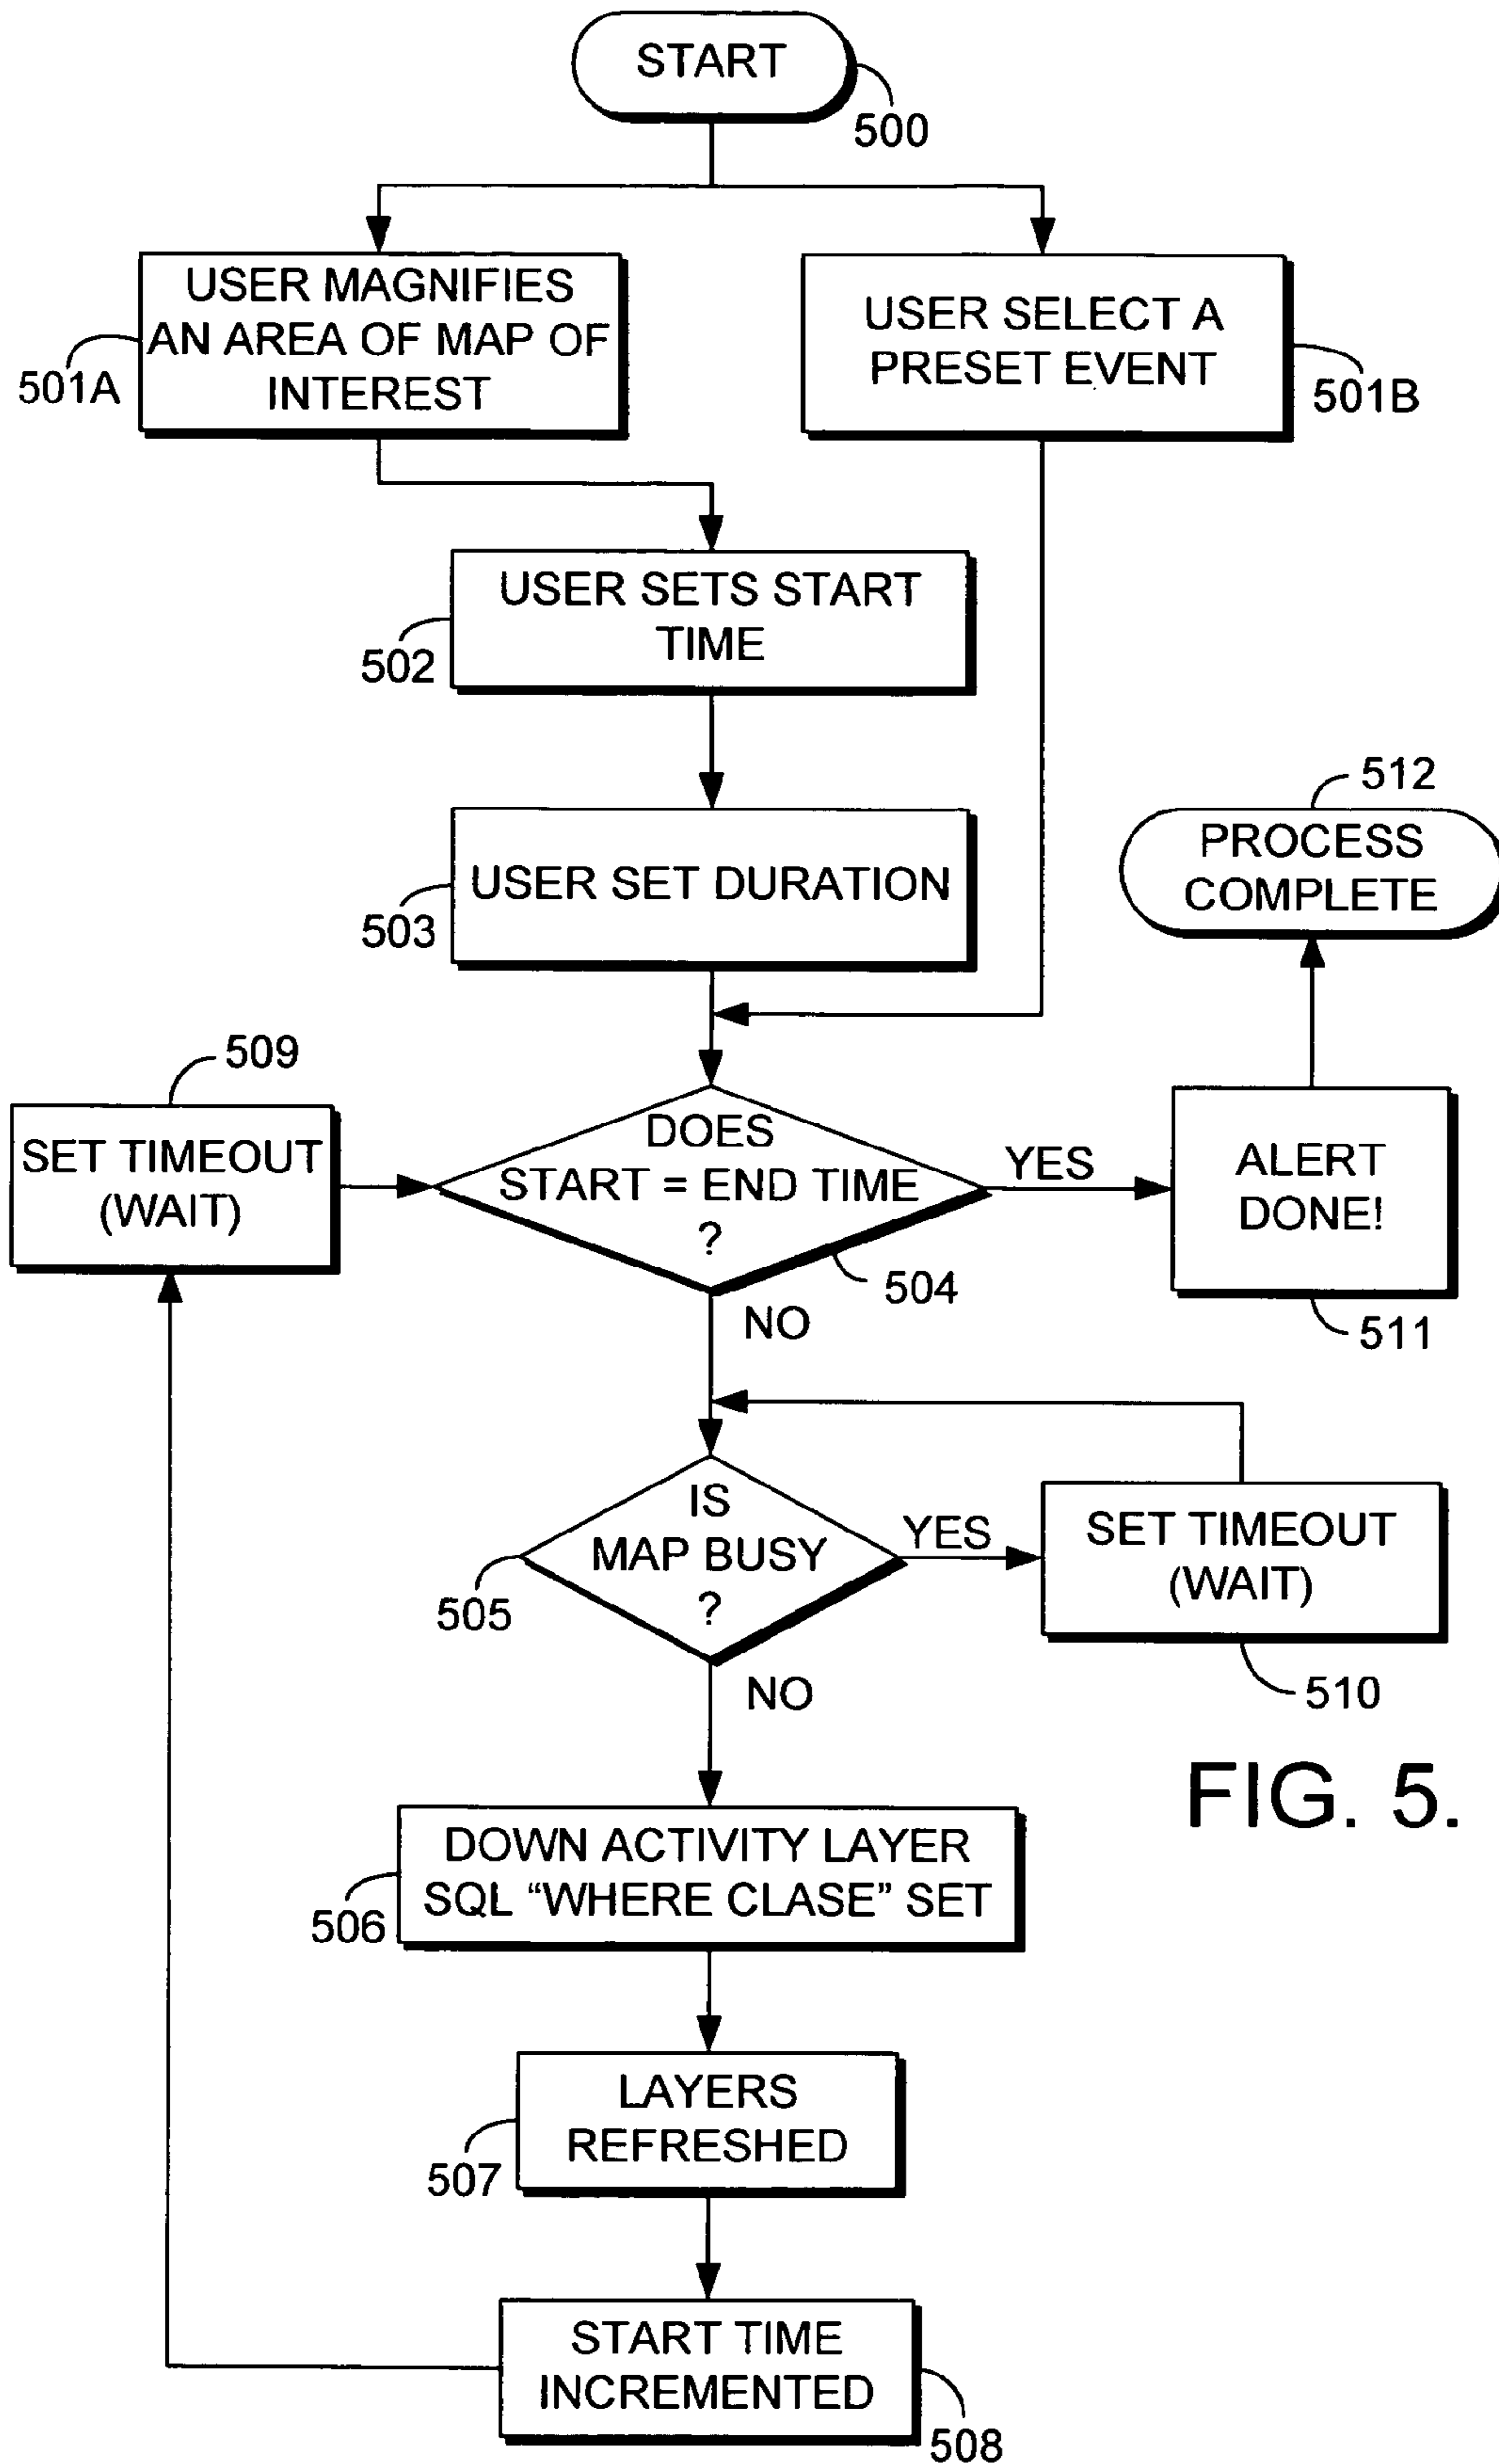 START
500
USER MAGNIFIES
AN AREA OF MAP OF
INTEREST
501A
USER SELECT A
PRESET EVENT
501B
USER SETS START
TIME
502
USER SET DURATION
503
512
PROCESS
COMPLETE
509
SET TIMEOUT
(WAIT)
DOES
START = END TIME
?
504
YES
NO
ALERT
DONE!
511
IS
MAP BUSY
?
505
YES
NO
SET TIMEOUT
(WAIT)
510
FIG. 5.
DOWN ACTIVITY LAYER
SQL “WHERE CLASE” SET
506
LAYERS
REFRESHED
507
START TIME
INCREMENTED
508